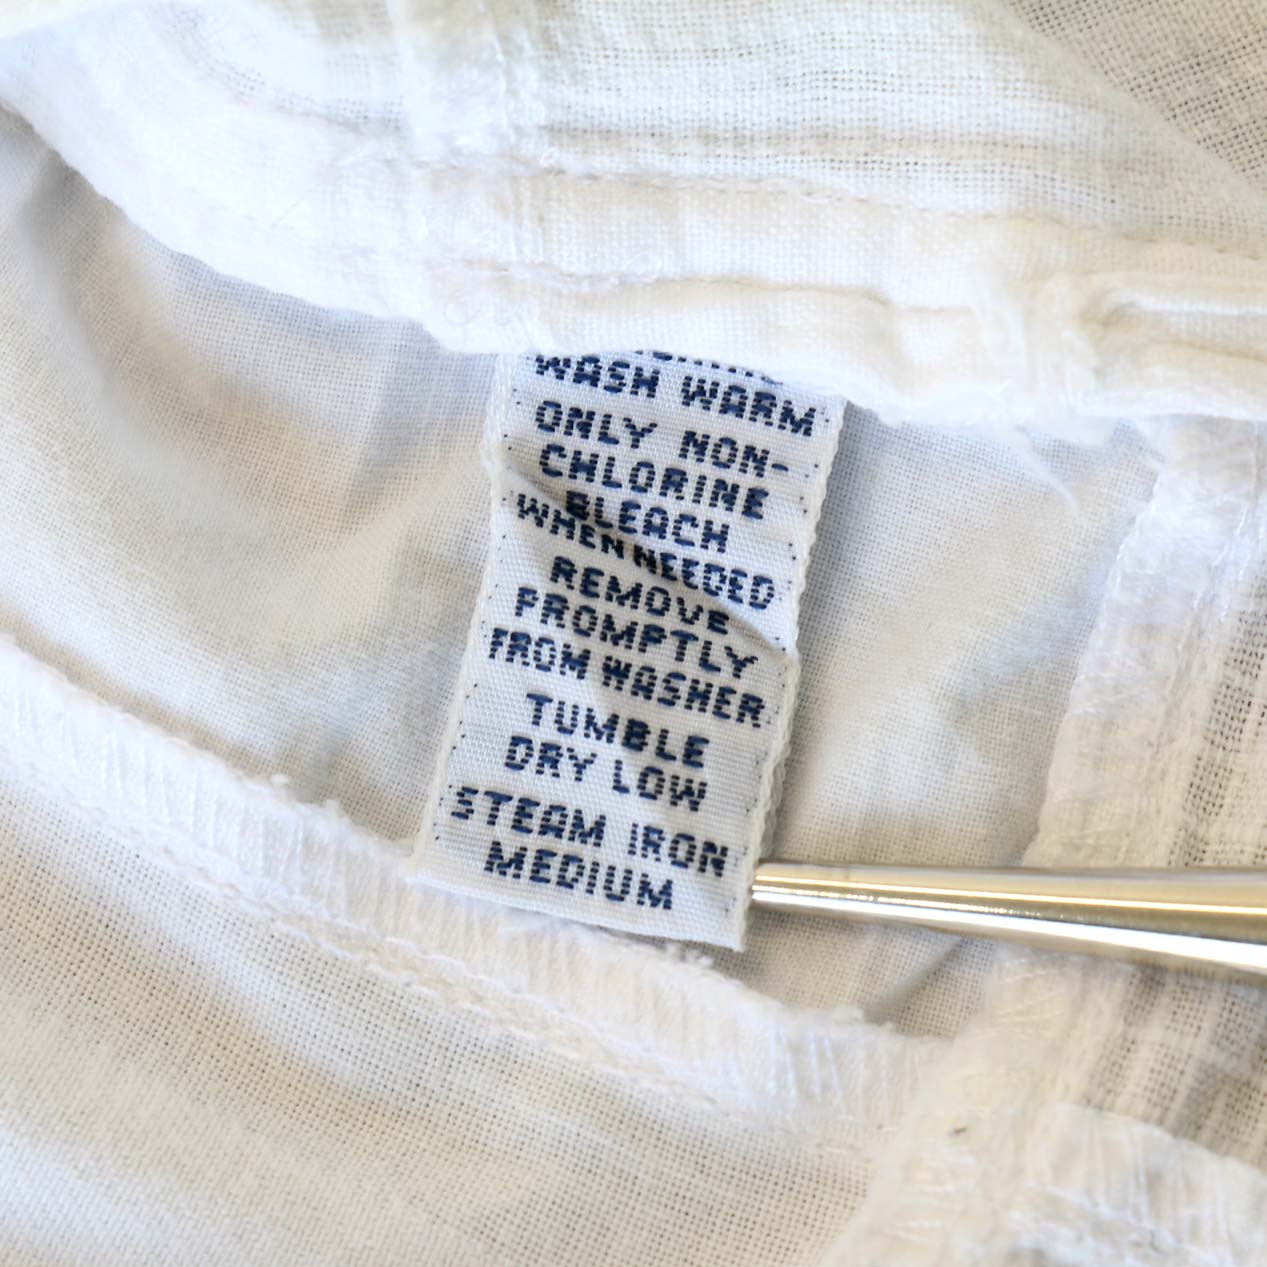 WASH WARM
ONLY NON-
CHLORINE
BLEACH
WHEN NEEDED
REMOVE
PROMPTLY
FROM WASHER
TUMBLE
DRY LOW
STEAM IRON
MEDIUM